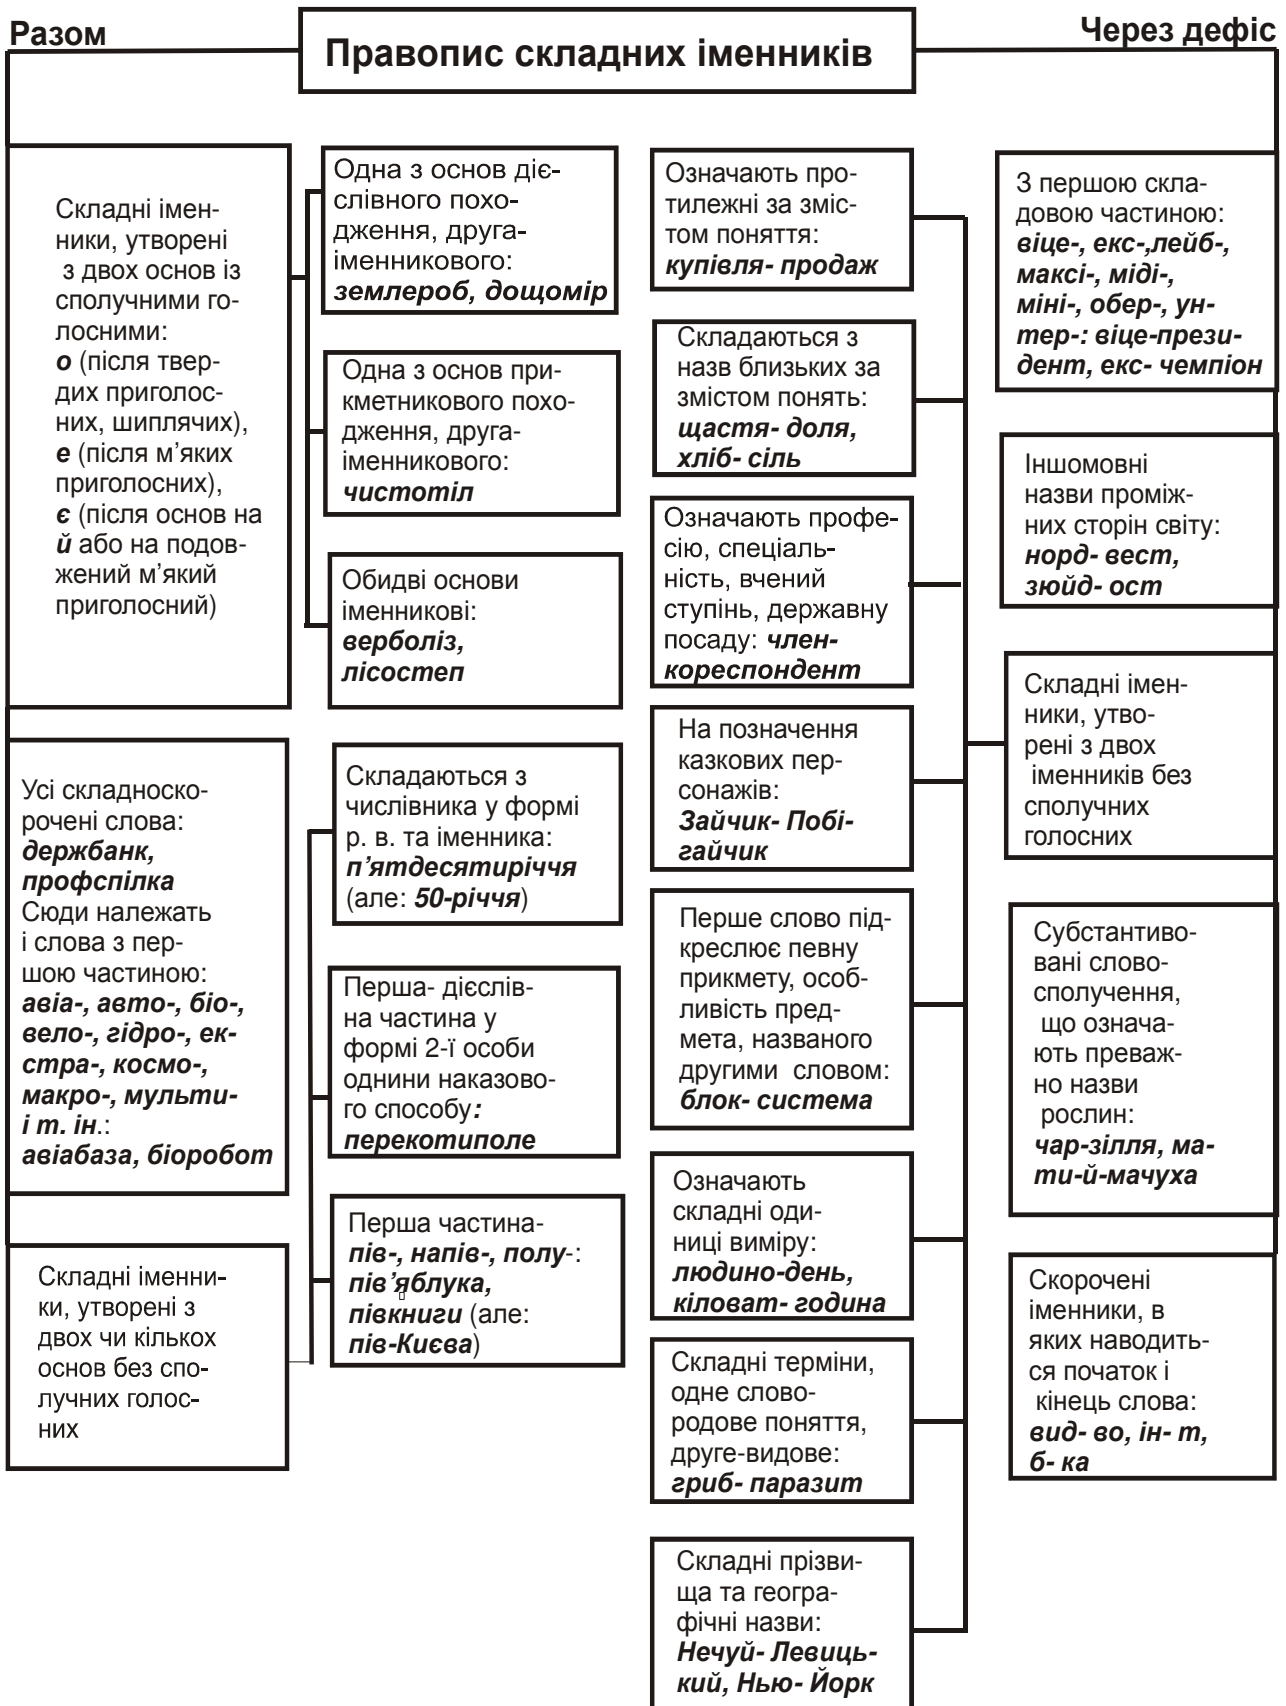 Разом
Правопис складних іменників
Через дефіс
Складні імен-
ники, утворені
з двох основ із
сполучними го-
лосними:
о (після твер-
дих приголос-
них, шиплячих),
е (після м’яких
приголосних),
є (після основ на
й або на подов-
жений м’який
приголосний)
Одна з основ діє-
слівного похо-
дження, друга-
іменникового:
землероб, дощомір
Одна з основ при-
кметникового похо-
дження, друга-
іменникового:
чистотіл
Обидві основи
іменникові:
верболіз,
лісостеп
Усі складноско-
рочені слова:
держбанк,
профспілка
Сюди належать
і слова з пер-
шою частиною:
авіа-, авто-, біо-,
вело-, гідро-, ек-
стра-, космо-,
макро-, мульти-
і т. ін.:
авіабаза, біоробот
Складні іменни-
ки, утворені з
двох чи кількох
основ без спо-
лучних голос-
них
Складаються з
числівника у формі
р. в. та іменника:
п’ятдесятиріччя
(але: 50-річчя)
Перша- дієслів-
на частина у
формі 2-ї особи
однини наказово-
го способу:
перекотиполе
Перша частина-
пів-, напів-, полу-:
пів’яблука,
півкниги (але:
пів-Києва)
Означають про-
тилежні за зміс-
том поняття:
купівля- продаж
Складаються з
назв близьких за
змістом понять:
щастя- доля,
хліб- сіль
Означають профе-
сію, спеціаль-
ність, вчений
ступінь, державну
посаду: член-
кореспондент
На позначення
казкових пер-
сонажів:
Зайчик- Побі-
гайчик
Перше слово під-
креслює певну
прикмету, особ-
ливість пред-
мета, названого
другими словом:
блок- система
Означають
складні оди-
ниці виміру:
людино-день,
кіловат- година
Складні терміни,
одне слово-
родове поняття,
друге-видове:
гриб- паразит
Складні прізви-
ща та геогра-
фічні назви:
Нечуй- Левиць-
кий, Нью- Йорк
З першою скла-
довою частиною:
віце-, екс-,лейб-,
максі-, міді-,
міні-, обер-, ун-
тер-: віце-прези-
дент, екс- чемпіон
Іншомовні
назви проміж-
них сторін світу:
норд- вест,
зюйд- ост
Складні імен-
ники, утво-
рені з двох
іменників без
сполучних
голосних
Субстантиво-
вані слово-
сполучення,
що означа-
ють переваж-
но назви
рослин:
чар-зілля, ма-
ти-й-мачуха
Скорочені
іменники, в
яких наводить-
ся початок і
кінець слова:
вид- во, ін- т,
б- ка